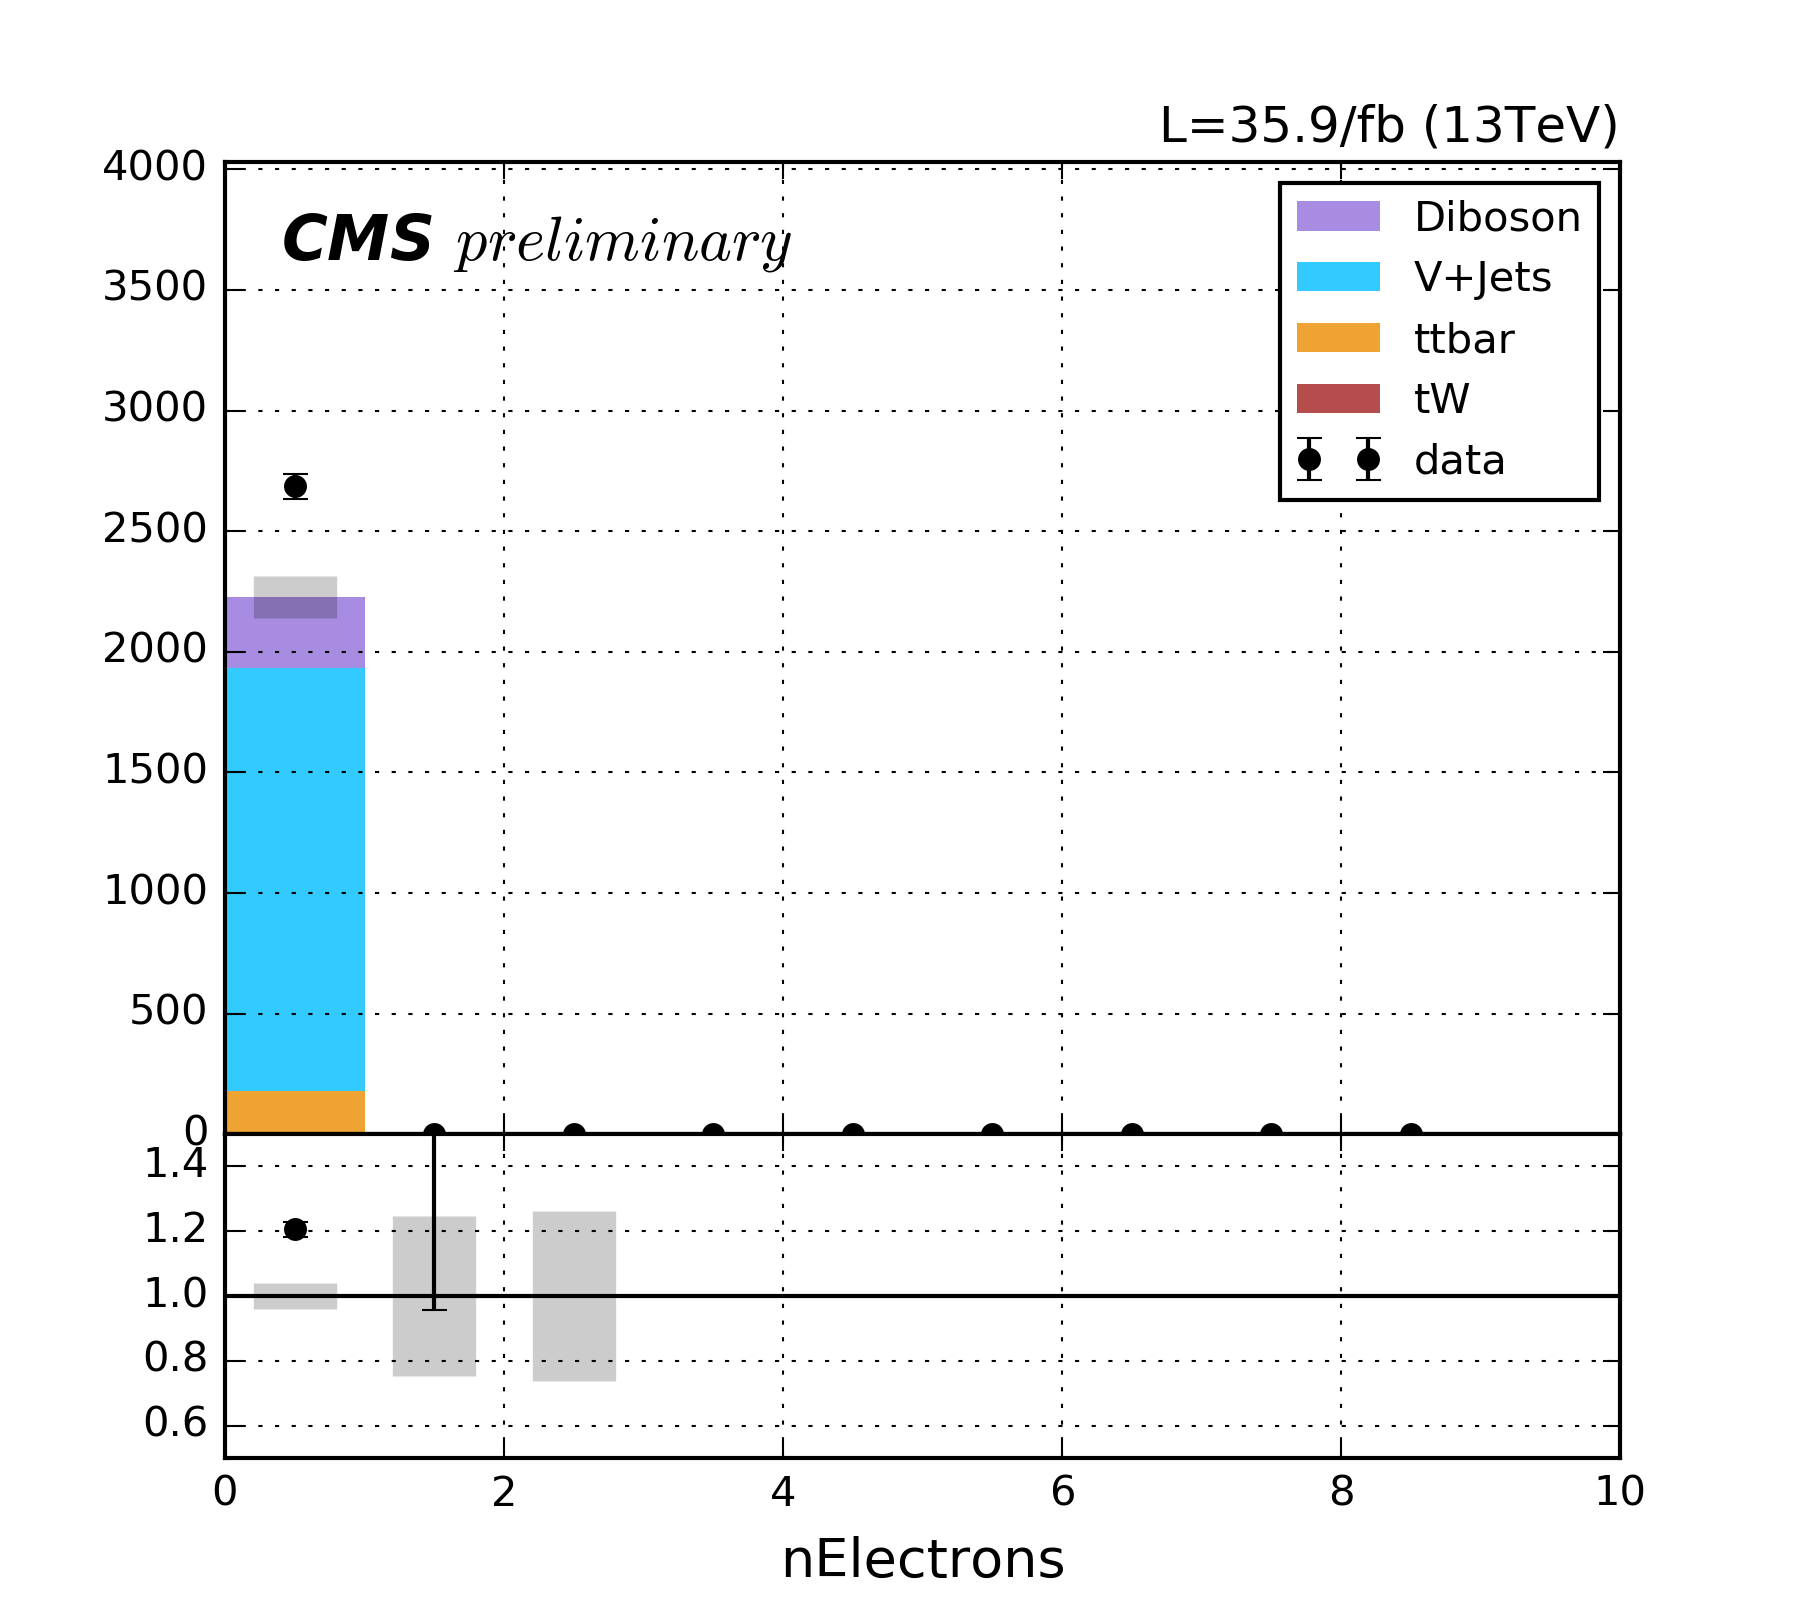 L=35.9/fb (13TeV)
4000
CMS preliminary
3500
3000
2500
2000
1500
1000
500
0
Diboson
V+Jets
ttbar
tW
data
1.4
1.2
1.0
0.8
0.6
0 2 4 6 8 10
nElectrons